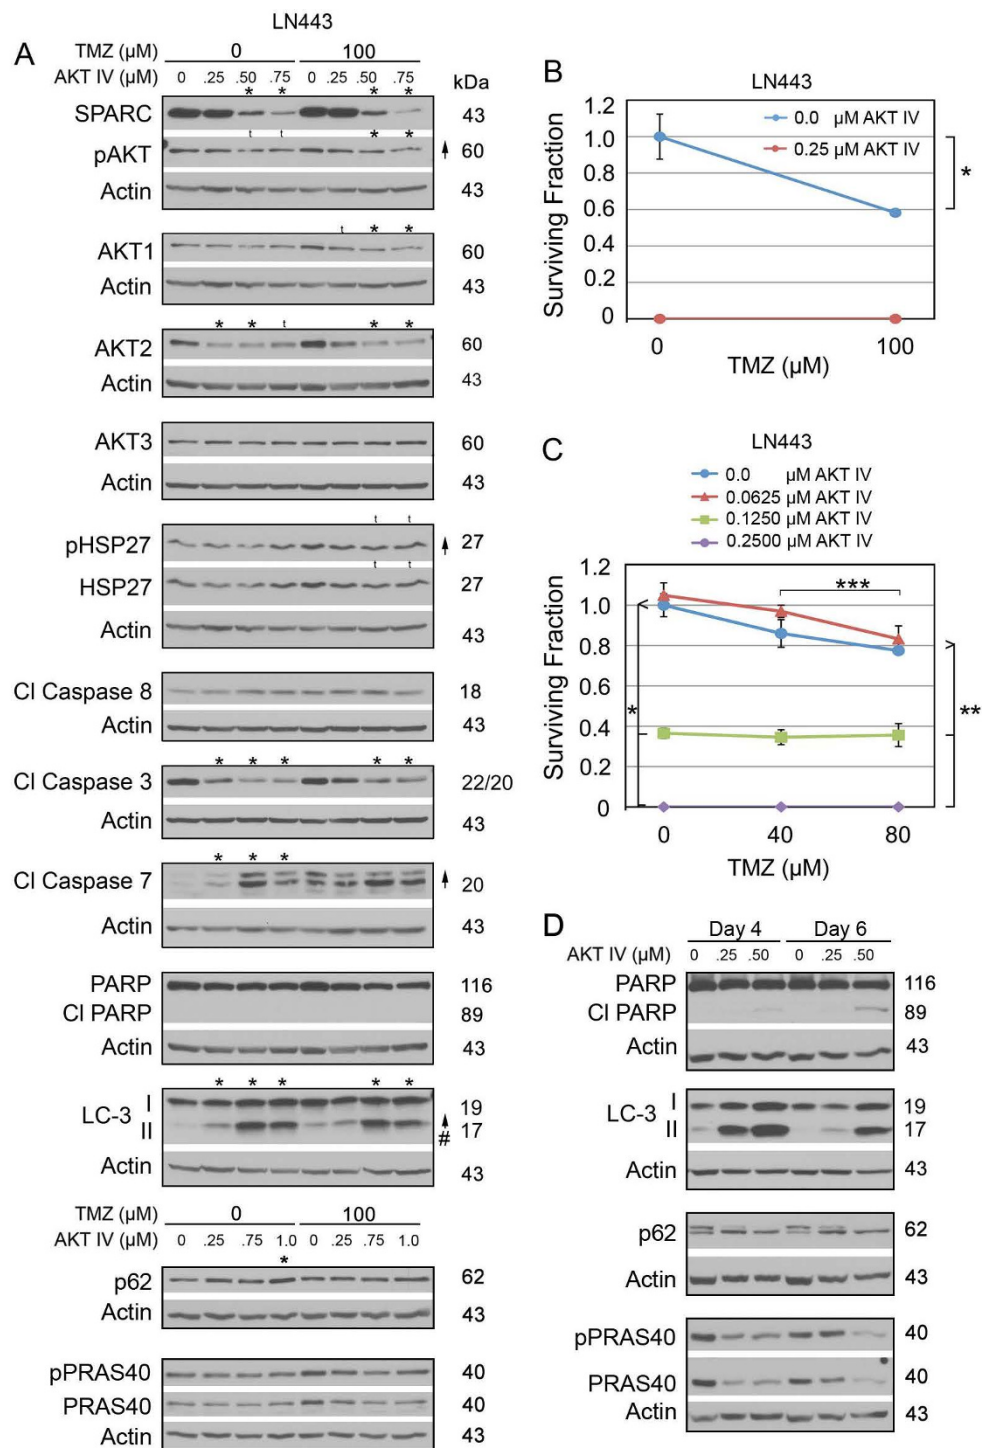 LN443
A
TMZ (µM) 0 100
AKT IV (µM) 0 .25 .50 .75 0 .25 .50 .75 kDa
* * * *
SPARC 43
t t * *
pAKT 60
Actin 43
t * *
AKT1 60
Actin 43
* * t * *
AKT2 60
Actin 43
AKT3 60
Actin 43
t t
pHSP27 27
t t
HSP27 27
Actin 43
Cl Caspase 8 18
Actin 43
* * * * *
Cl Caspase 3 22/20
Actin 43
* * *
Cl Caspase 7 20
Actin 43
PARP 116
Cl PARP 89
Actin 43
* * * * *
LC-3 I 19
II 17 #
Actin 43
TMZ (µM) 0 100
AKT IV (µM) 0 .25 .75 1.0 0 .25 .75 1.0
*
p62 62
Actin 43
pPRAS40 40
PRAS40 40
Actin 43
B
LN443
0.0 µM AKT IV
0.25 µM AKT IV
*
1.2
1.0
0.8
0.6
0.4
0.2
0
Surviving Fraction
0 100
TMZ (µM)
C
LN443
0.0 µM AKT IV
0.0625 µM AKT IV
0.1250 µM AKT IV
0.2500 µM AKT IV
1.2
1.0
0.8
0.6
0.4
0.2
0
Surviving Fraction
***
< >
* **
0 40 80
TMZ (µM)
D
Day 4 Day 6
AKT IV (µM) 0 .25 .50 0 .25 .50
PARP 116
Cl PARP 89
Actin 43
LC-3 I 19
II 17
Actin 43
p62 62
Actin 43
pPRAS40 40
PRAS40 40
Actin 43